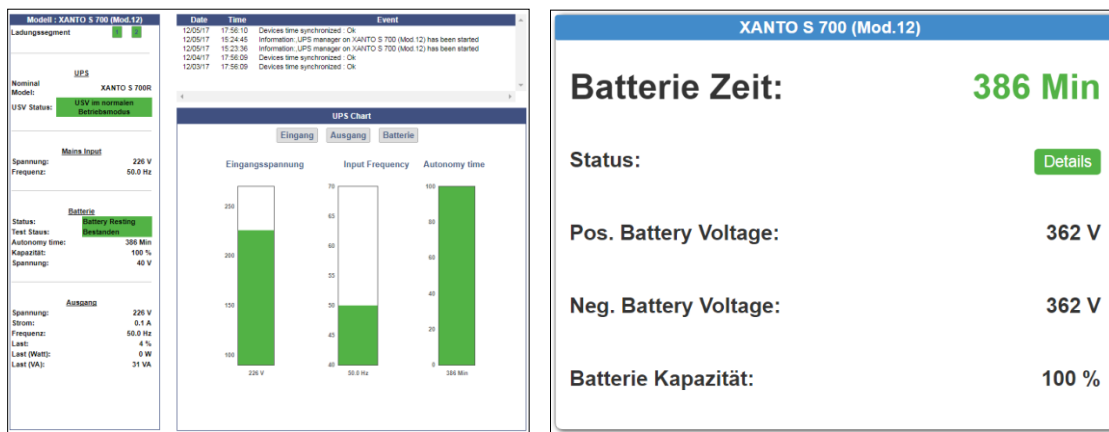 Modell : XANTO S 700 (Mod.12)
Ladungssegment 1 2
UPS
Nominal Model: XANTO S 700R
USV Status: USV im normalen Betriebsmodus
Mains Input
Spannung: 226 V
Frequenz: 50.0 Hz
Batterie
Status: Battery Resting
Test Staus: Bestanden
Autonomy time: 386 Min
Kapazität: 100 %
Spannung: 40 V
Ausgang
Spannung: 226 V
Strom: 0.1 A
Frequenz: 50.0 Hz
Last: 4 %
Last (Watt): 0 W
Last (VA): 31 VA
Date Time Event
12/05/17 17:56:10 Devices time synchronized : Ok
12/05/17 15:24:45 Information:,UPS manager on XANTO S 700 (Mod.12) has been started
12/05/17 15:23:36 Information:,UPS manager on XANTO S 700 (Mod.12) has been started
12/04/17 17:56:09 Devices time synchronized : Ok
12/03/17 17:56:09 Devices time synchronized : Ok
UPS Chart
Eingang Ausgang Batterie
Eingangsspannung Input Frequency Autonomy time
250
200
150
100
226 V
70
65
60
55
50
45
40
50.0 Hz
100
80
60
40
20
0
386 Min
XANTO S 700 (Mod.12)
Batterie Zeit: 386 Min
Status: Details
Pos. Battery Voltage: 362 V
Neg. Battery Voltage: 362 V
Batterie Kapazität: 100 %